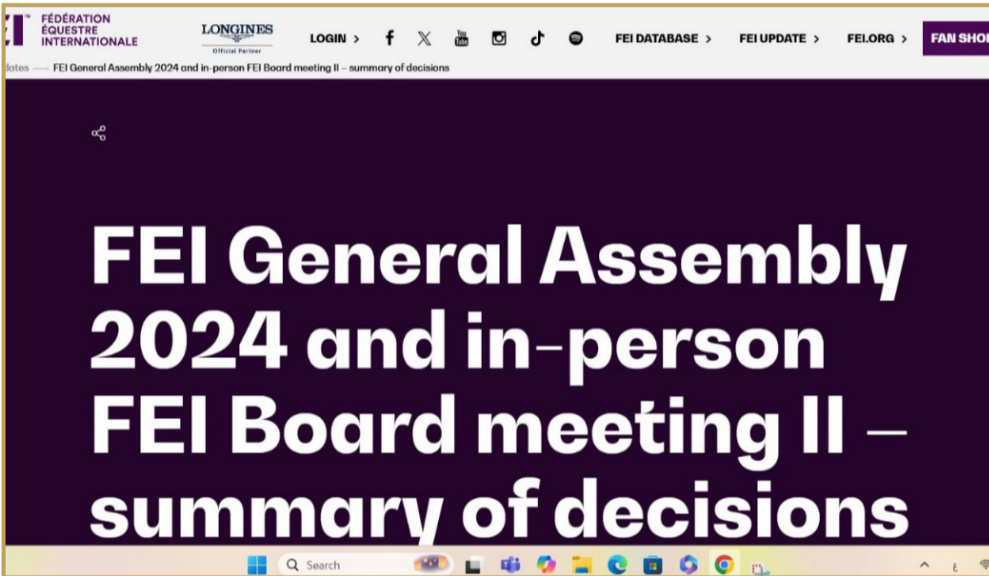 FÉDÉRATION
ÉQUESTRE
INTERNATIONALE
LONGINES
Official Partner
LOGIN >
You
Tube
FEI DATABASE >
FEI UPDATE >
FEI.ORG >
FAN SHO
dates — FEI General Assembly 2024 and in-person FEI Board meeting II – summary of decisions
FEI General Assembly
2024 and in-person
FEI Board meeting II –
summary of decisions
Search
ع